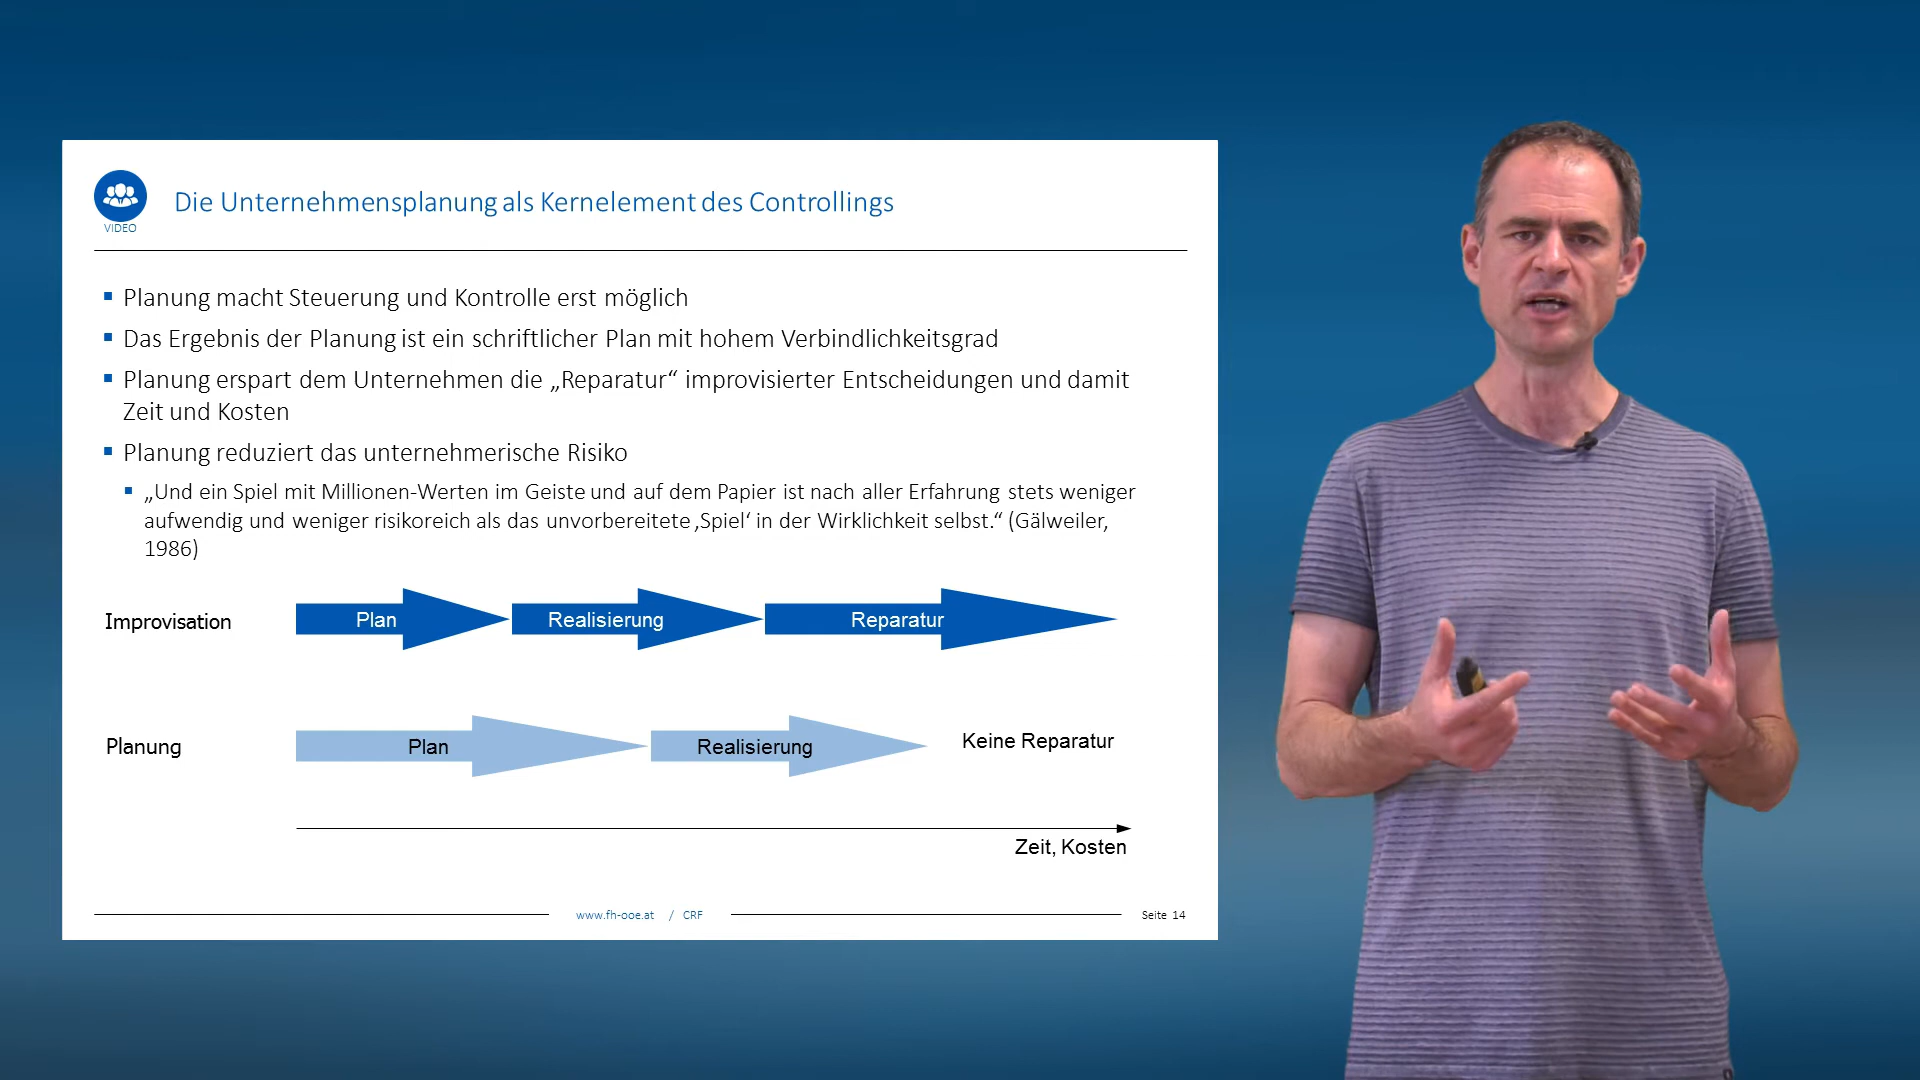 VIDEO
Die Unternehmensplanung als Kernelement des Controllings
Planung macht Steuerung und Kontrolle erst möglich
Das Ergebnis der Planung ist ein schriftlicher Plan mit hohem Verbindlichkeitsgrad
Planung erspart dem Unternehmen die „Reparatur“ improvisierter Entscheidungen und damit
Zeit und Kosten
Planung reduziert das unternehmerische Risiko
„Und ein Spiel mit Millionen-Werten im Geiste und auf dem Papier ist nach aller Erfahrung stets weniger
aufwendig und weniger risikoreich als das unvorbereitete ‚Spiel‘ in der Wirklichkeit selbst.“ (Gälweiler,
1986)
Improvisation Plan Realisierung Reparatur
Planung Plan Realisierung Keine Reparatur
Zeit, Kosten
www.fh-ooe.at / CRF Seite 14